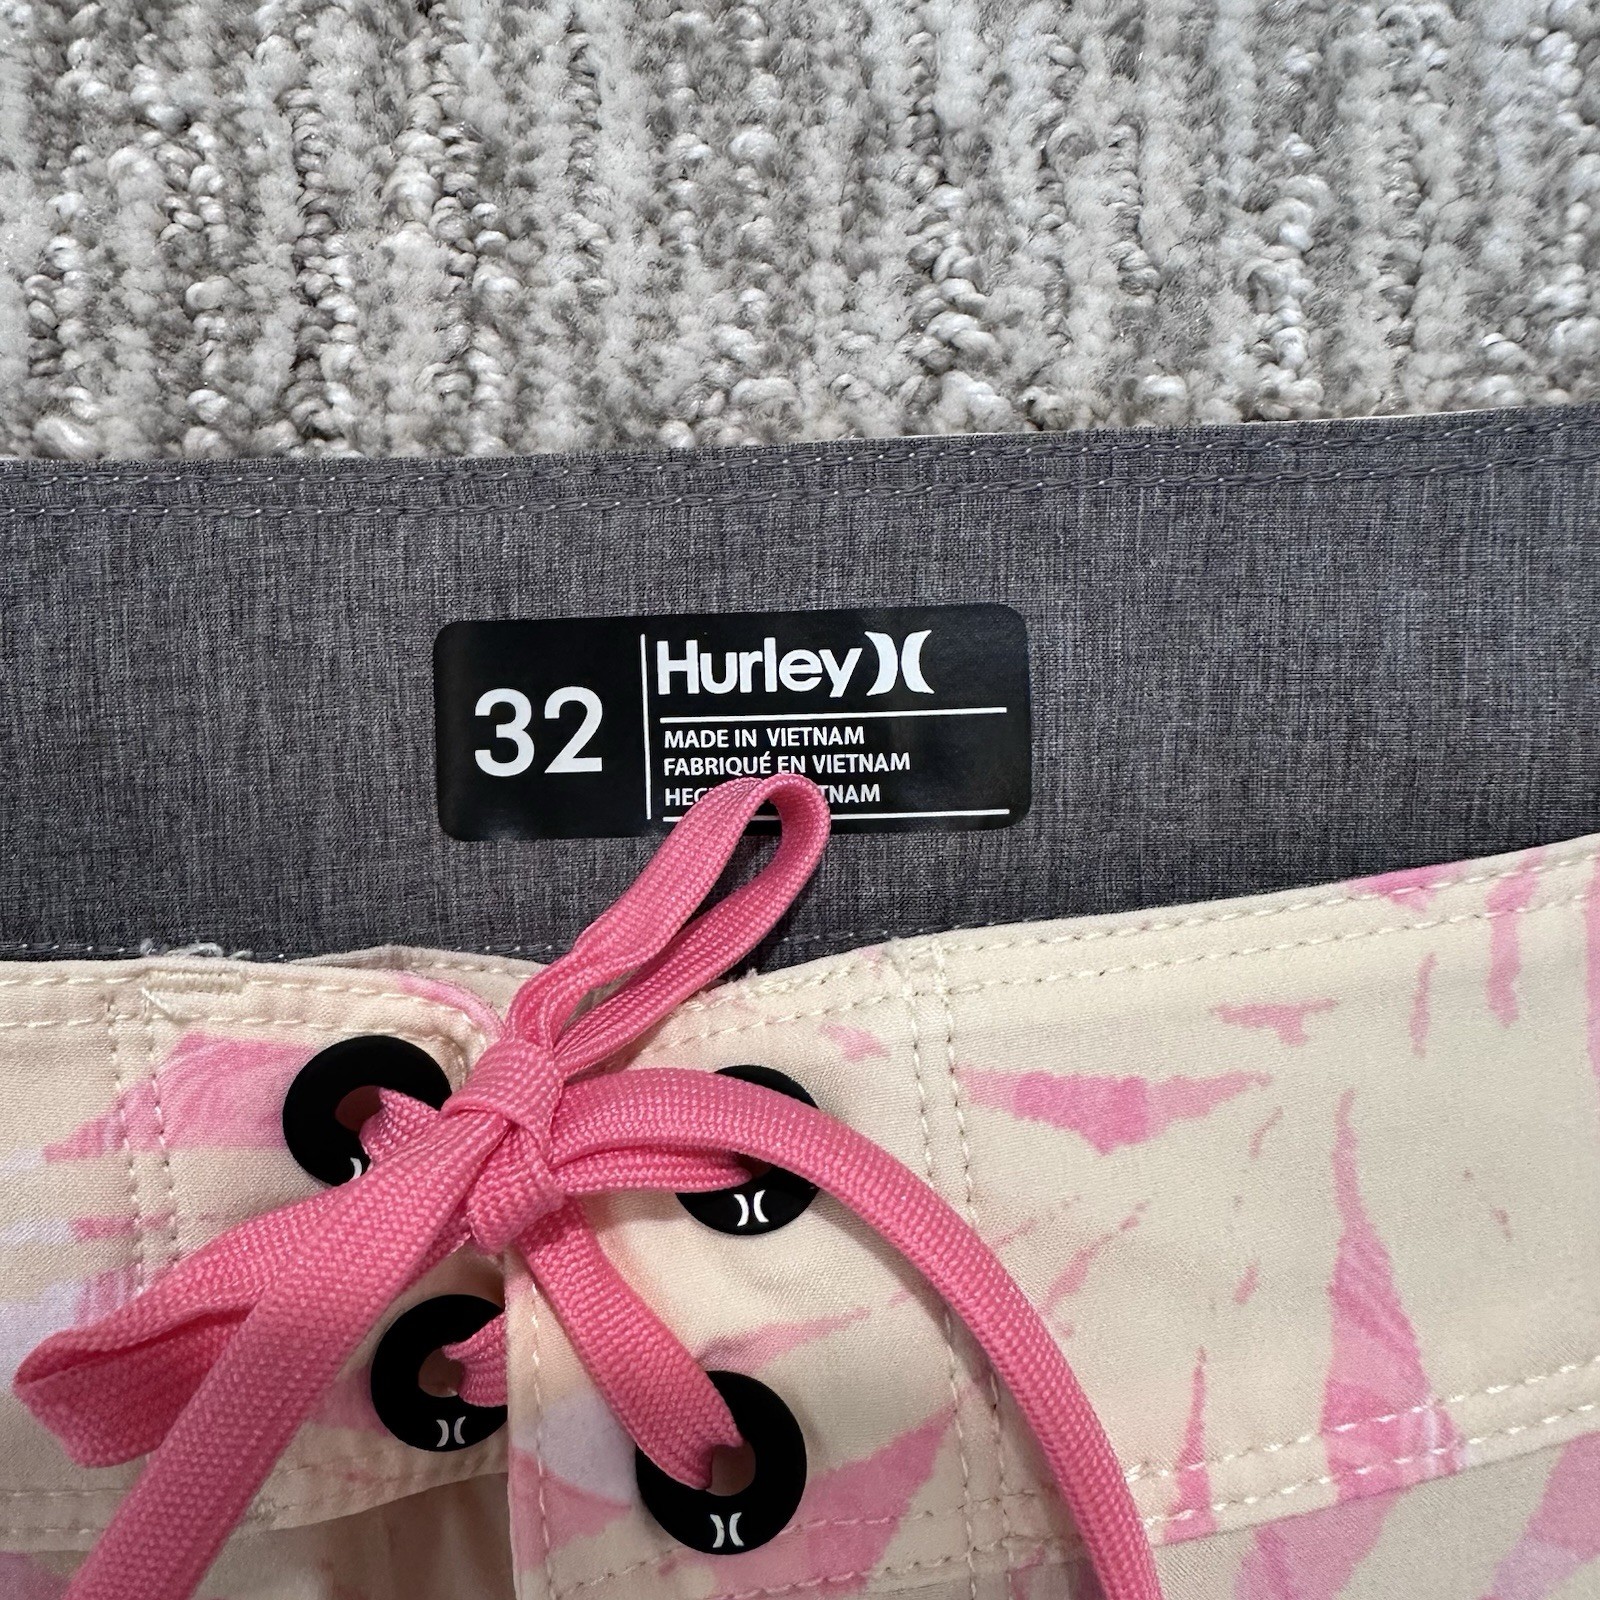 32
Hurley
MADE IN VIETNAM
FABRIQUÉ EN VIETNAM